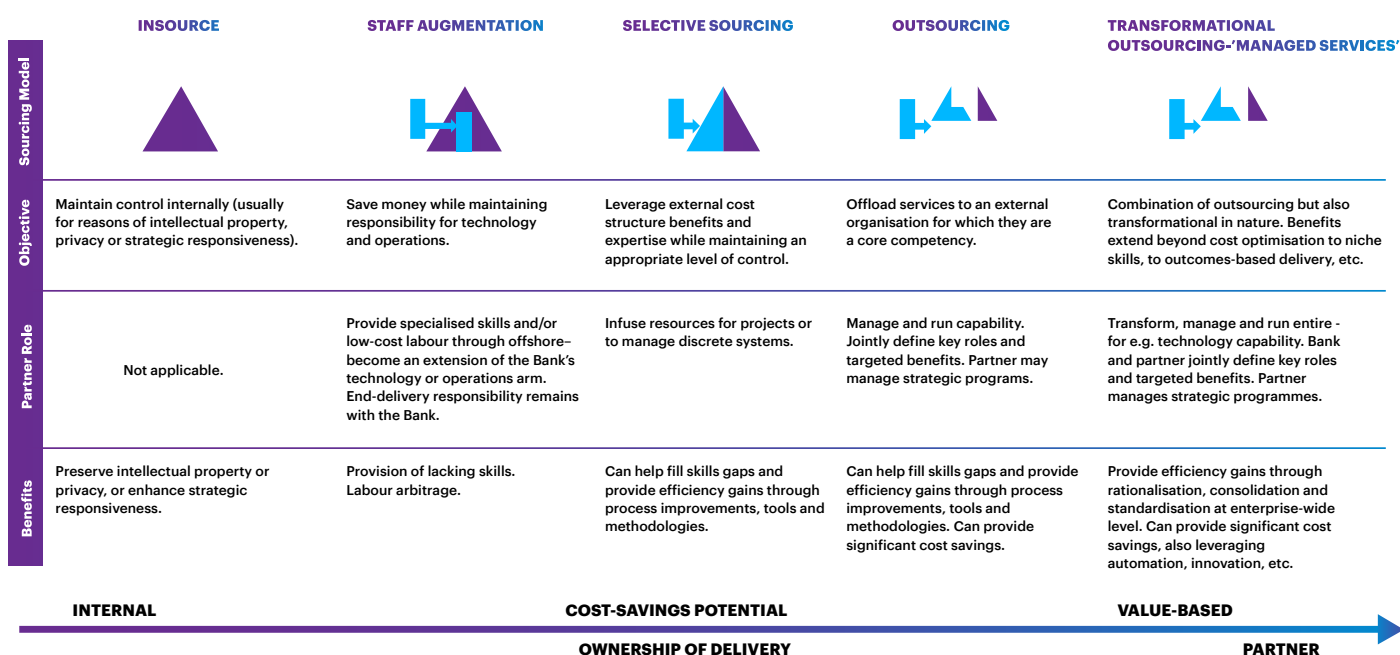 INSOURCE
STAFF AUGMENTATION
SELECTIVE SOURCING
OUTSOURCING
TRANSFORMATIONAL
OUTSOURCING-'MANAGED SERVICES'
Sourcing Model
Objective
Maintain control internally (usually
for reasons of intellectual property,
privacy or strategic responsiveness).
Save money while maintaining
responsibility for technology
and operations.
Leverage external cost
structure benefits and
expertise while maintaining an
appropriate level of control.
Offload services to an external
organisation for which they are
a core competency.
Combination of outsourcing but also
transformational in nature. Benefits
extend beyond cost optimisation to niche
skills, to outcomes-based delivery, etc.
Partner Role
Not applicable.
Provide specialised skills and/or
low-cost labour through offshore–
become an extension of the Bank's
technology or operations arm.
End-delivery responsibility remains
with the Bank.
Infuse resources for projects or
to manage discrete systems.
Manage and run capability.
Jointly define key roles and
targeted benefits. Partner may
manage strategic programs.
Transform, manage and run entire -
for e.g. technology capability. Bank
and partner jointly define key roles
and targeted benefits. Partner
manages strategic programmes.
Benefits
Preserve intellectual property or
privacy, or enhance strategic
responsiveness.
Provision of lacking skills.
Labour arbitrage.
Can help fill skills gaps and
provide efficiency gains through
process improvements, tools and
methodologies.
Can help fill skills gaps and provide
efficiency gains through process
improvements, tools and
methodologies. Can provide
significant cost savings.
Provide efficiency gains through
rationalisation, consolidation and
standardisation at enterprise-wide
level. Can provide significant cost
savings, also leveraging
automation, innovation, etc.
INTERNAL
COST-SAVINGS POTENTIAL
VALUE-BASED
OWNERSHIP OF DELIVERY
PARTNER